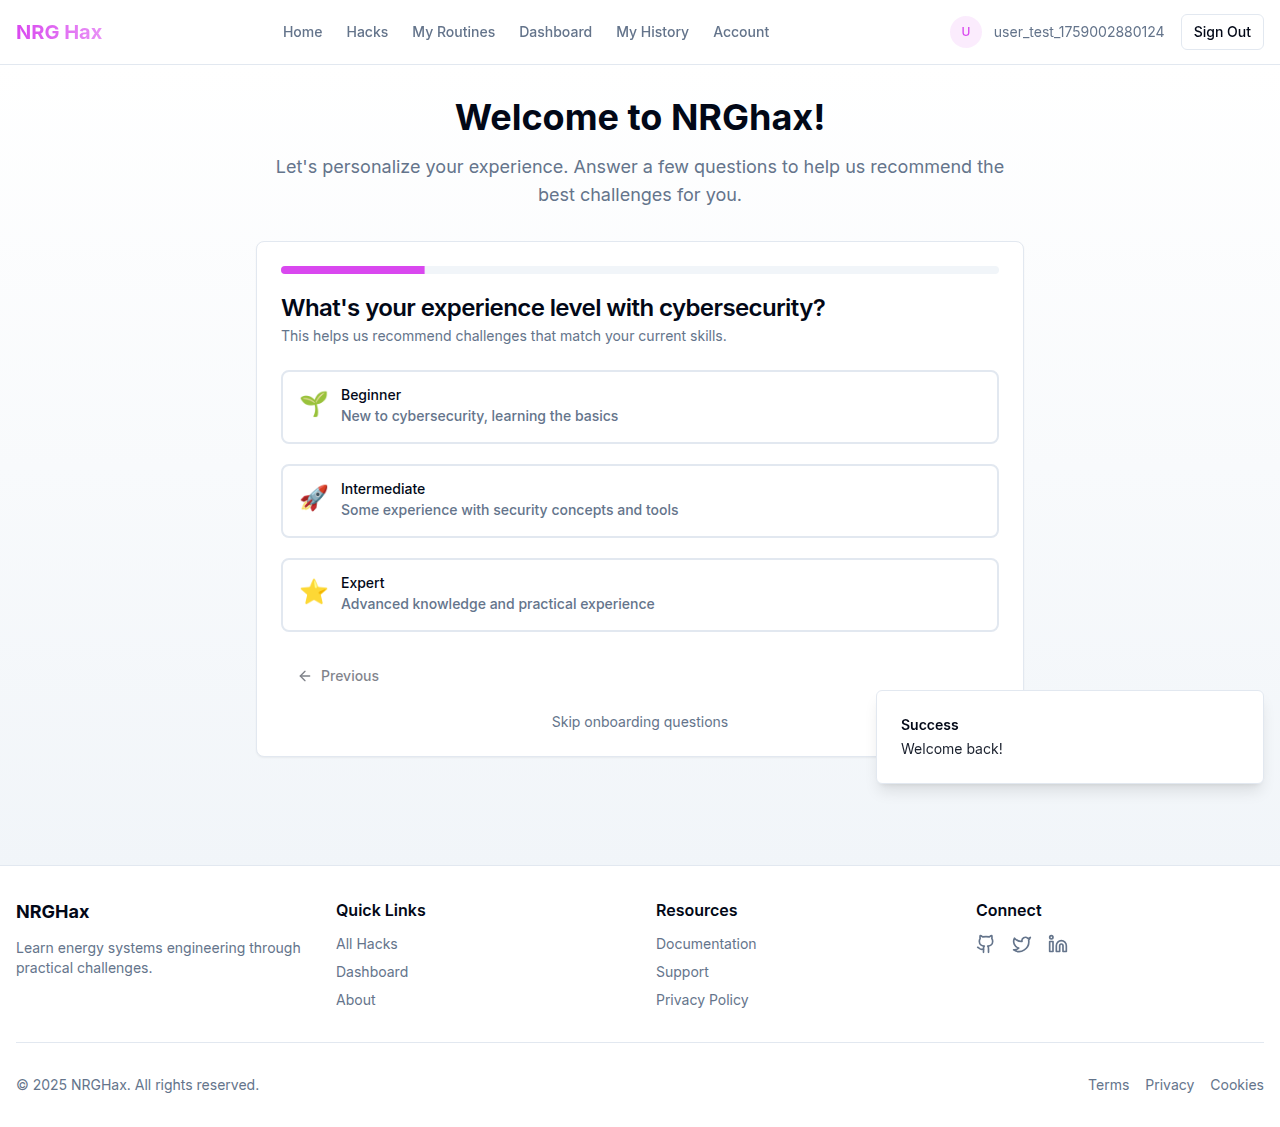 NRG Hax
Home
Hacks
My Routines
Dashboard
My History
Account
U
user_test_1759002880124
Sign Out
Welcome to NRGhax!
Let's personalize your experience. Answer a few questions to help us recommend the
best challenges for you.
What's your experience level with cybersecurity?
This helps us recommend challenges that match your current skills.
Beginner
New to cybersecurity, learning the basics
Intermediate
Some experience with security concepts and tools
Expert
Advanced knowledge and practical experience
Previous
Skip onboarding questions
Success
Welcome back!
NRGHax
Learn energy systems engineering through
practical challenges.
Quick Links
All Hacks
Dashboard
About
Resources
Documentation
Support
Privacy Policy
Connect
© 2025 NRGHax. All rights reserved.
Terms
Privacy
Cookies